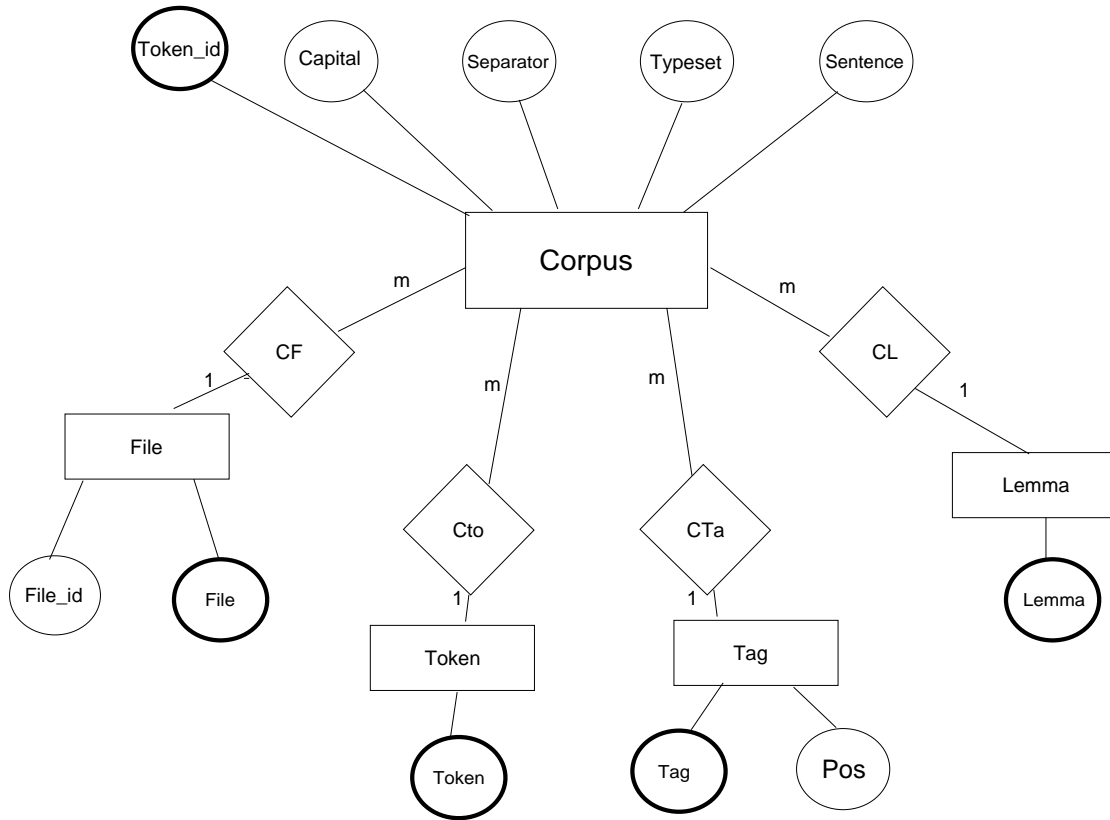 Token_id
Capital
Separator
Typeset
Sentence
Corpus
m
m
m
m
CF
CL
1
1
File
Lemma
Cto
CTa
File_id
File
Lemma
1
1
Token
Tag
Token
Tag
Pos